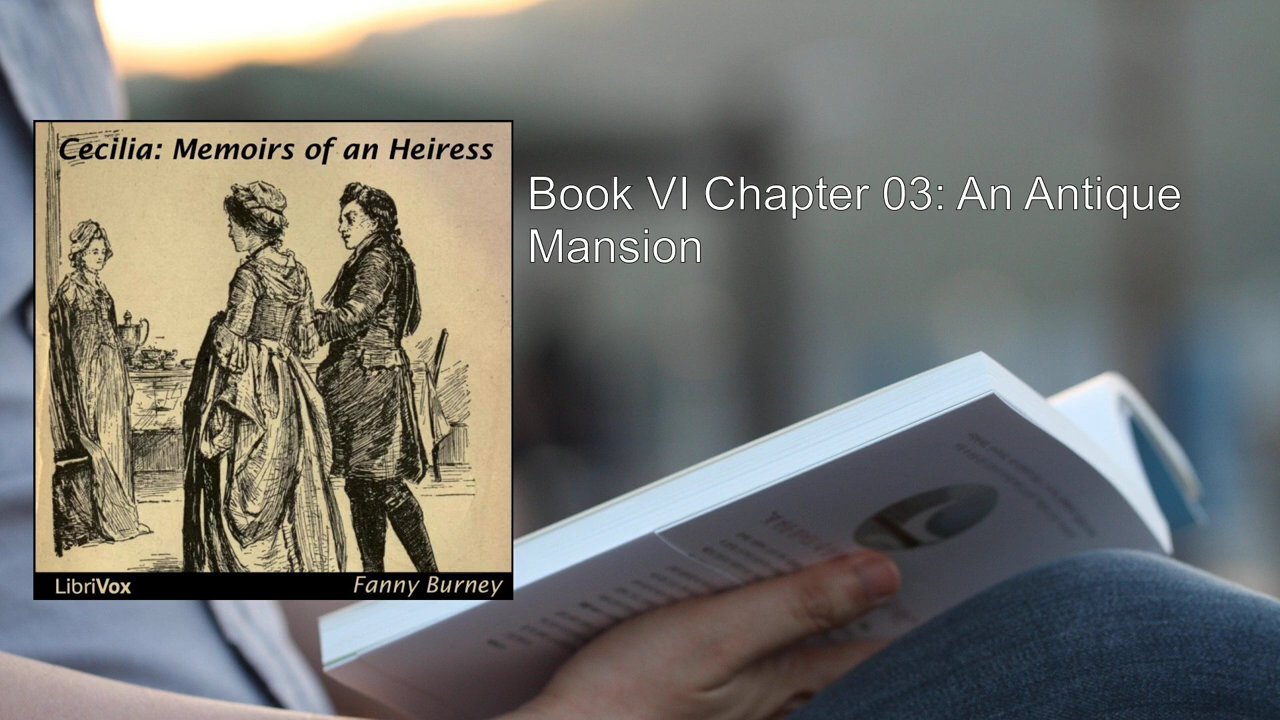 Cecilia: Memoirs of an Heiress
Book VI Chapter 03: An Antique
Mansion
LibriVox
Fanny Burney